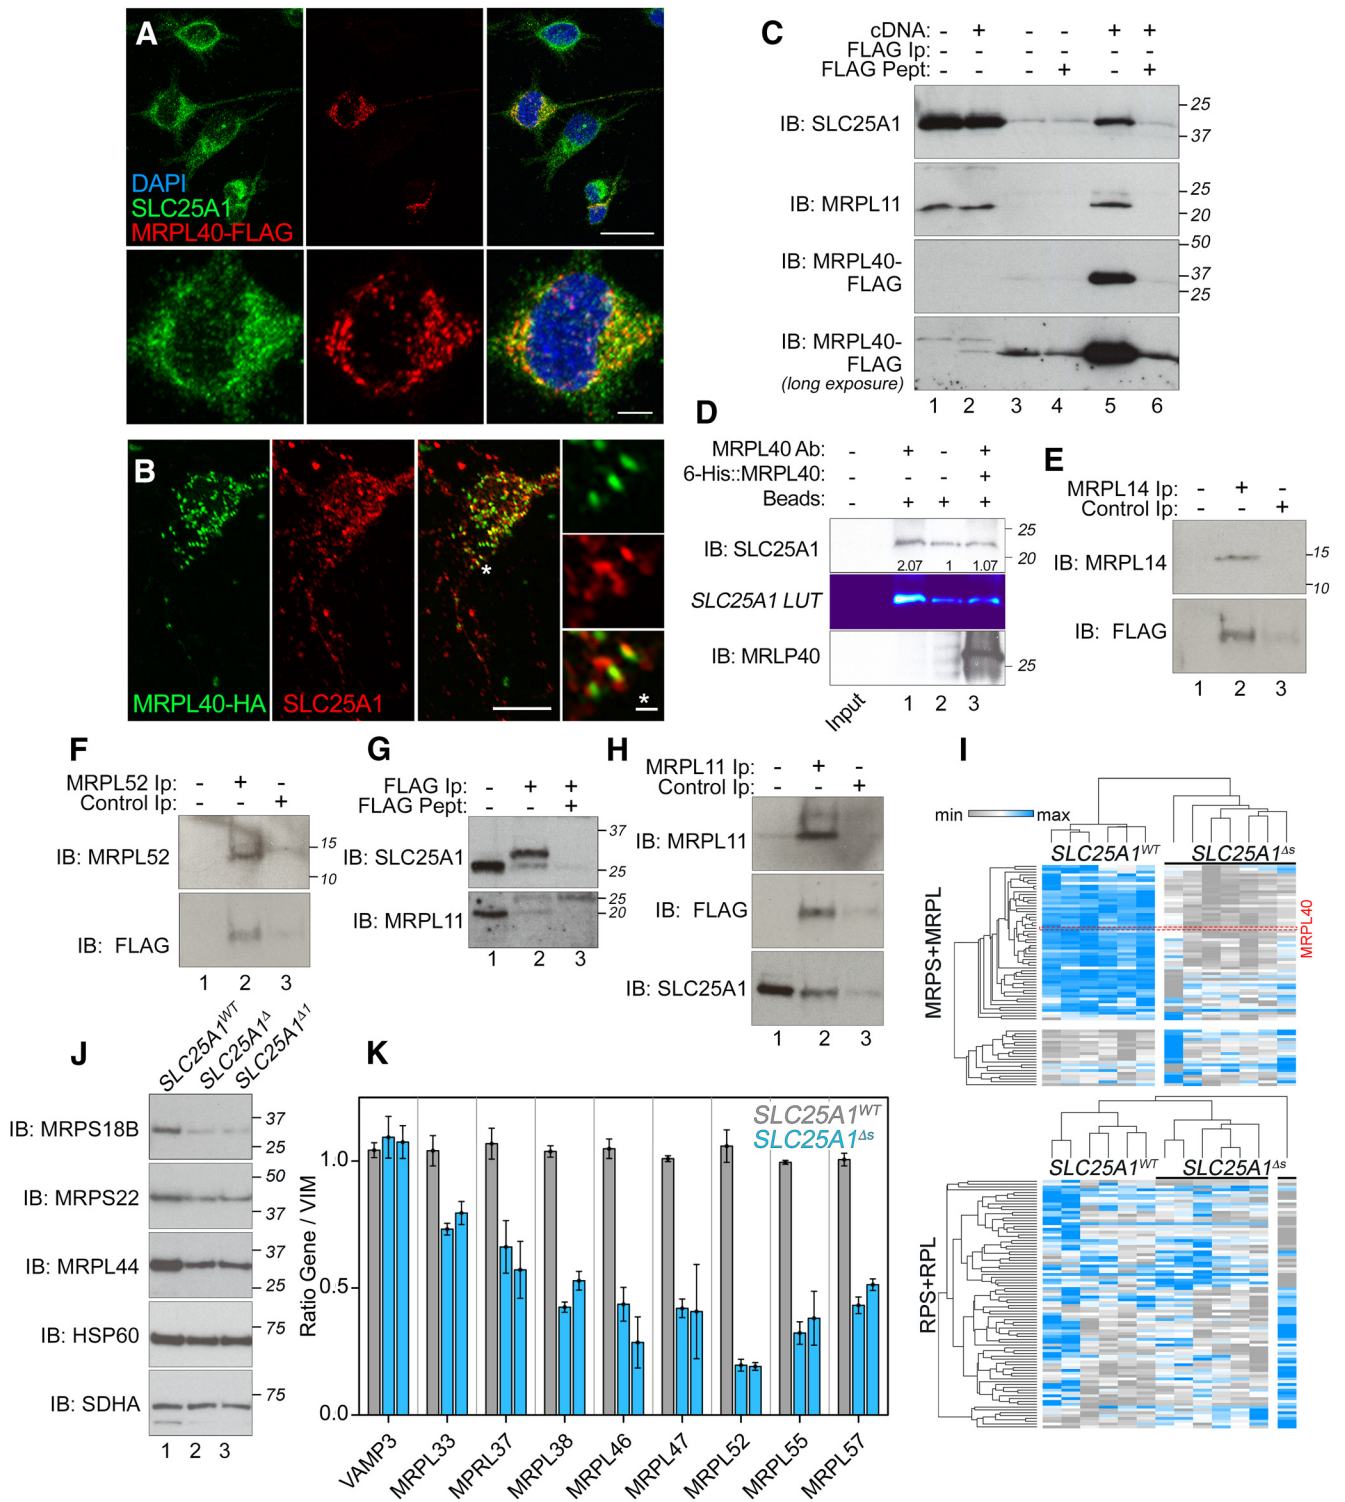 A
DAPI
SLC25A1
MRPL40-FLAG
B
MRPL40-HA
SLC25A1
*
*
C
cDNA: - + - - + +
FLAG Ip: - - - - - -
FLAG Pept: - - - + - +
IB: SLC25A1
25
37
IB: MRPL11
25
20
IB: MRPL40-
FLAG
50
37
25
IB: MRPL40-
FLAG
(long exposure)
1 2 3 4 5 6
D
MRPL40 Ab: - + - +
6-His::MRPL40: - - - +
Beads: - + + +
IB: SLC25A1
25
20
2.07 1 1.07
SLC25A1 LUT
IB: MRLP40
25
Input 1 2 3
E
MRPL14 Ip: - + -
Control Ip: - - +
IB: MRPL14
15
10
IB: FLAG
1 2 3
F
MRPL52 Ip: - + -
Control Ip: - - +
IB: MRPL52
15
10
IB: FLAG
1 2 3
G
FLAG Ip: - + +
FLAG Pept: - - +
IB: SLC25A1
37
25
IB: MRPL11
25
20
1 2 3
H
MRPL11 Ip: - + -
Control Ip: - - +
IB: MRPL11
IB: FLAG
IB: SLC25A1
1 2 3
I
min max
SLC25A1WT SLC25A1Δs
MRPS+MRPL
MRPL40
SLC25A1WT SLC25A1Δs
RPS+RPL
J
SLC25A1WT
SLC25A1Δ
SLC25A1Δ1
IB: MRPS18B
37
25
IB: MRPS22
50
37
IB: MRPL44
37
25
IB: HSP60
75
IB: SDHA
75
1 2 3
K
SLC25A1WT
SLC25A1Δs
Ratio Gene / VIM
1.0
0.5
0.0
VAMP3
MRPL33
MPRL37
MRPL38
MRPL46
MRPL47
MRPL52
MRPL55
MRPL57